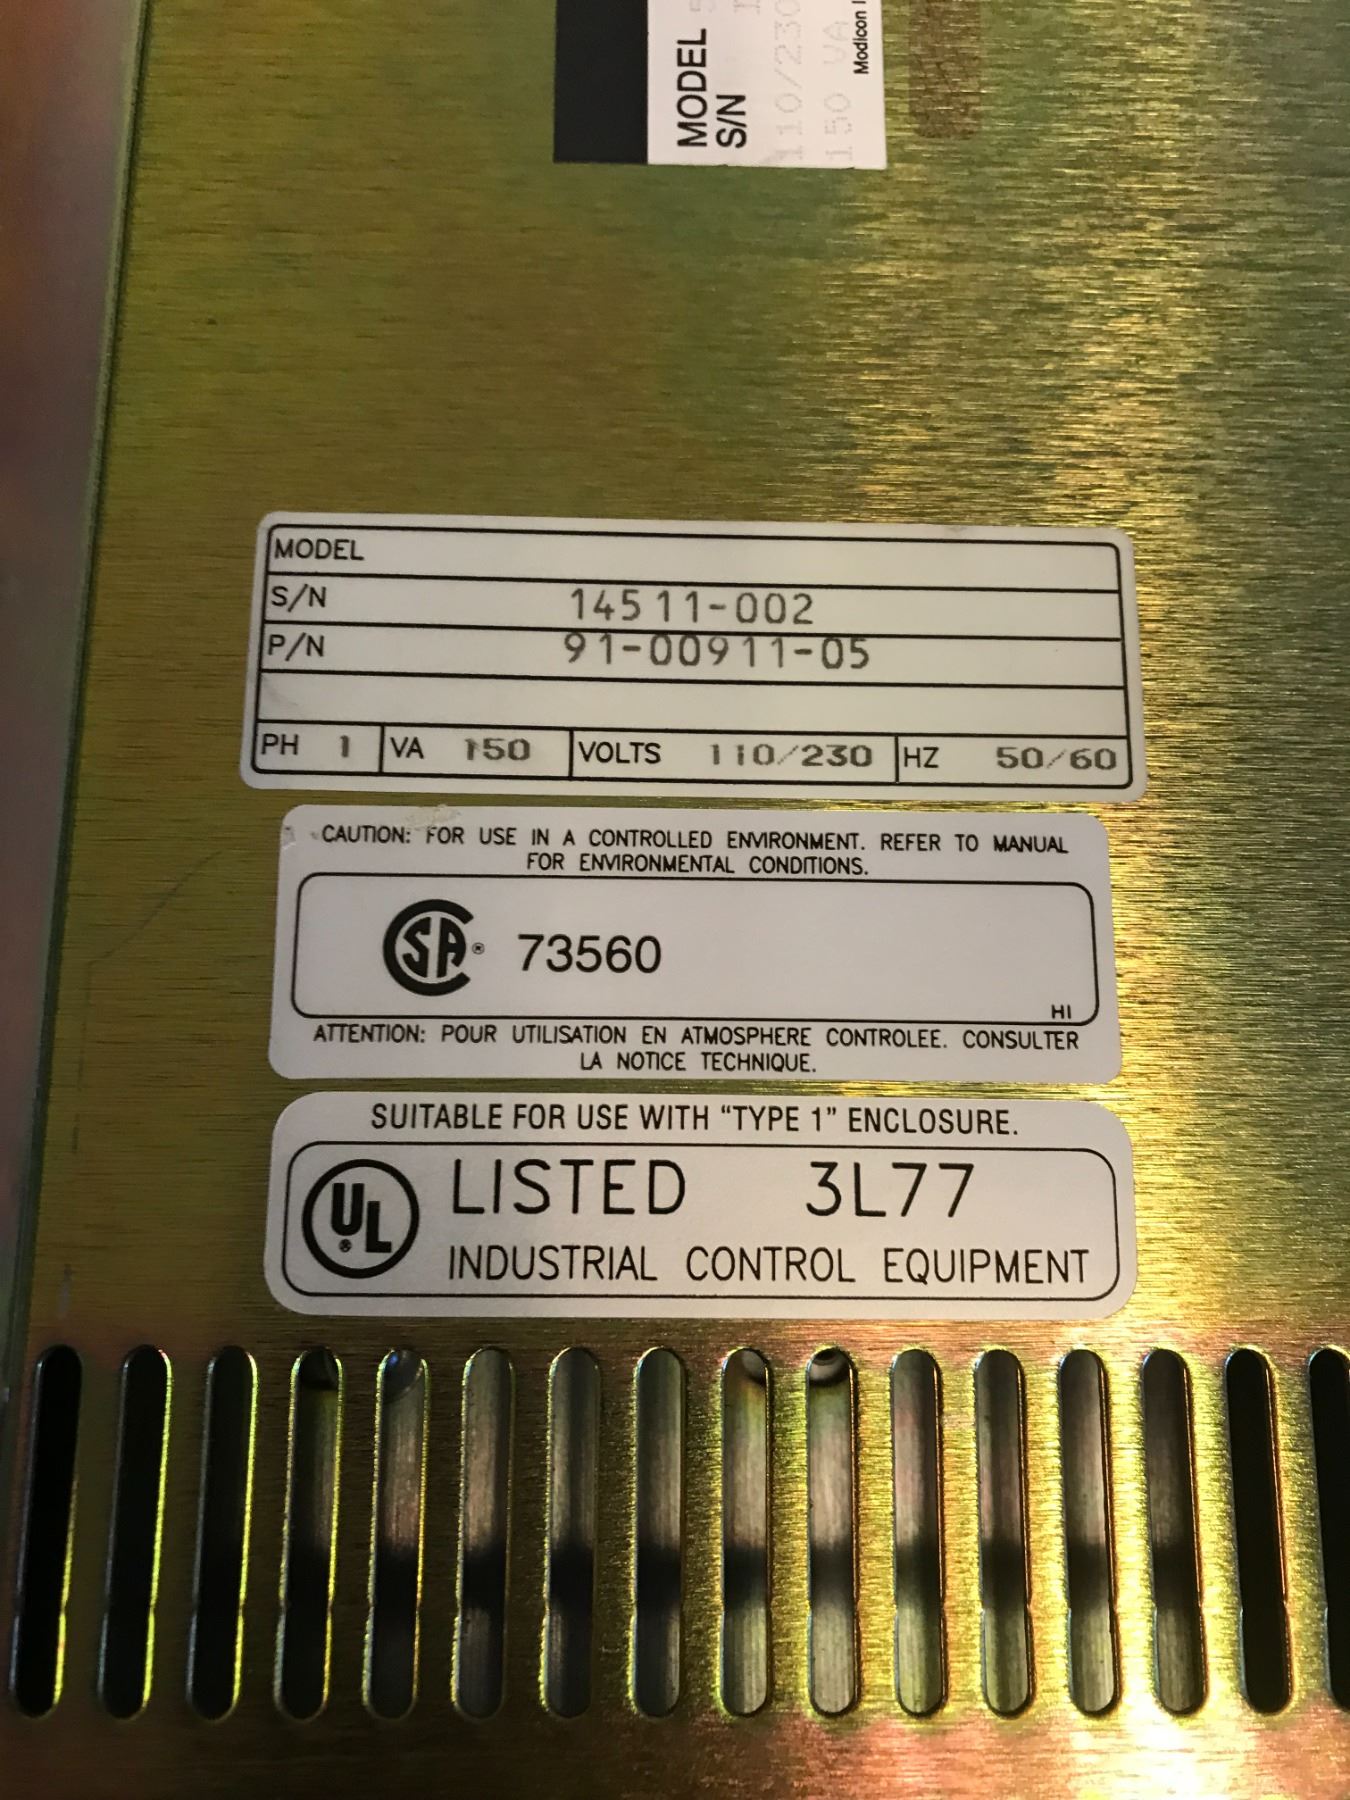 MODEL 5
S/N
110/230
150 VA
Modicon
MODEL
S/N 14511-002
P/N 91-00911-05
PH 1 VA 150 VOLTS 110/230 HZ 50/60
CAUTION: FOR USE IN A CONTROLLED ENVIRONMENT. REFER TO MANUAL
FOR ENVIRONMENTAL CONDITIONS.
CSA® 73560
HI
ATTENTION: POUR UTILISATION EN ATMOSPHERE CONTROLEE. CONSULTER
LA NOTICE TECHNIQUE.
SUITABLE FOR USE WITH "TYPE 1" ENCLOSURE.
UL® LISTED 3L77
INDUSTRIAL CONTROL EQUIPMENT